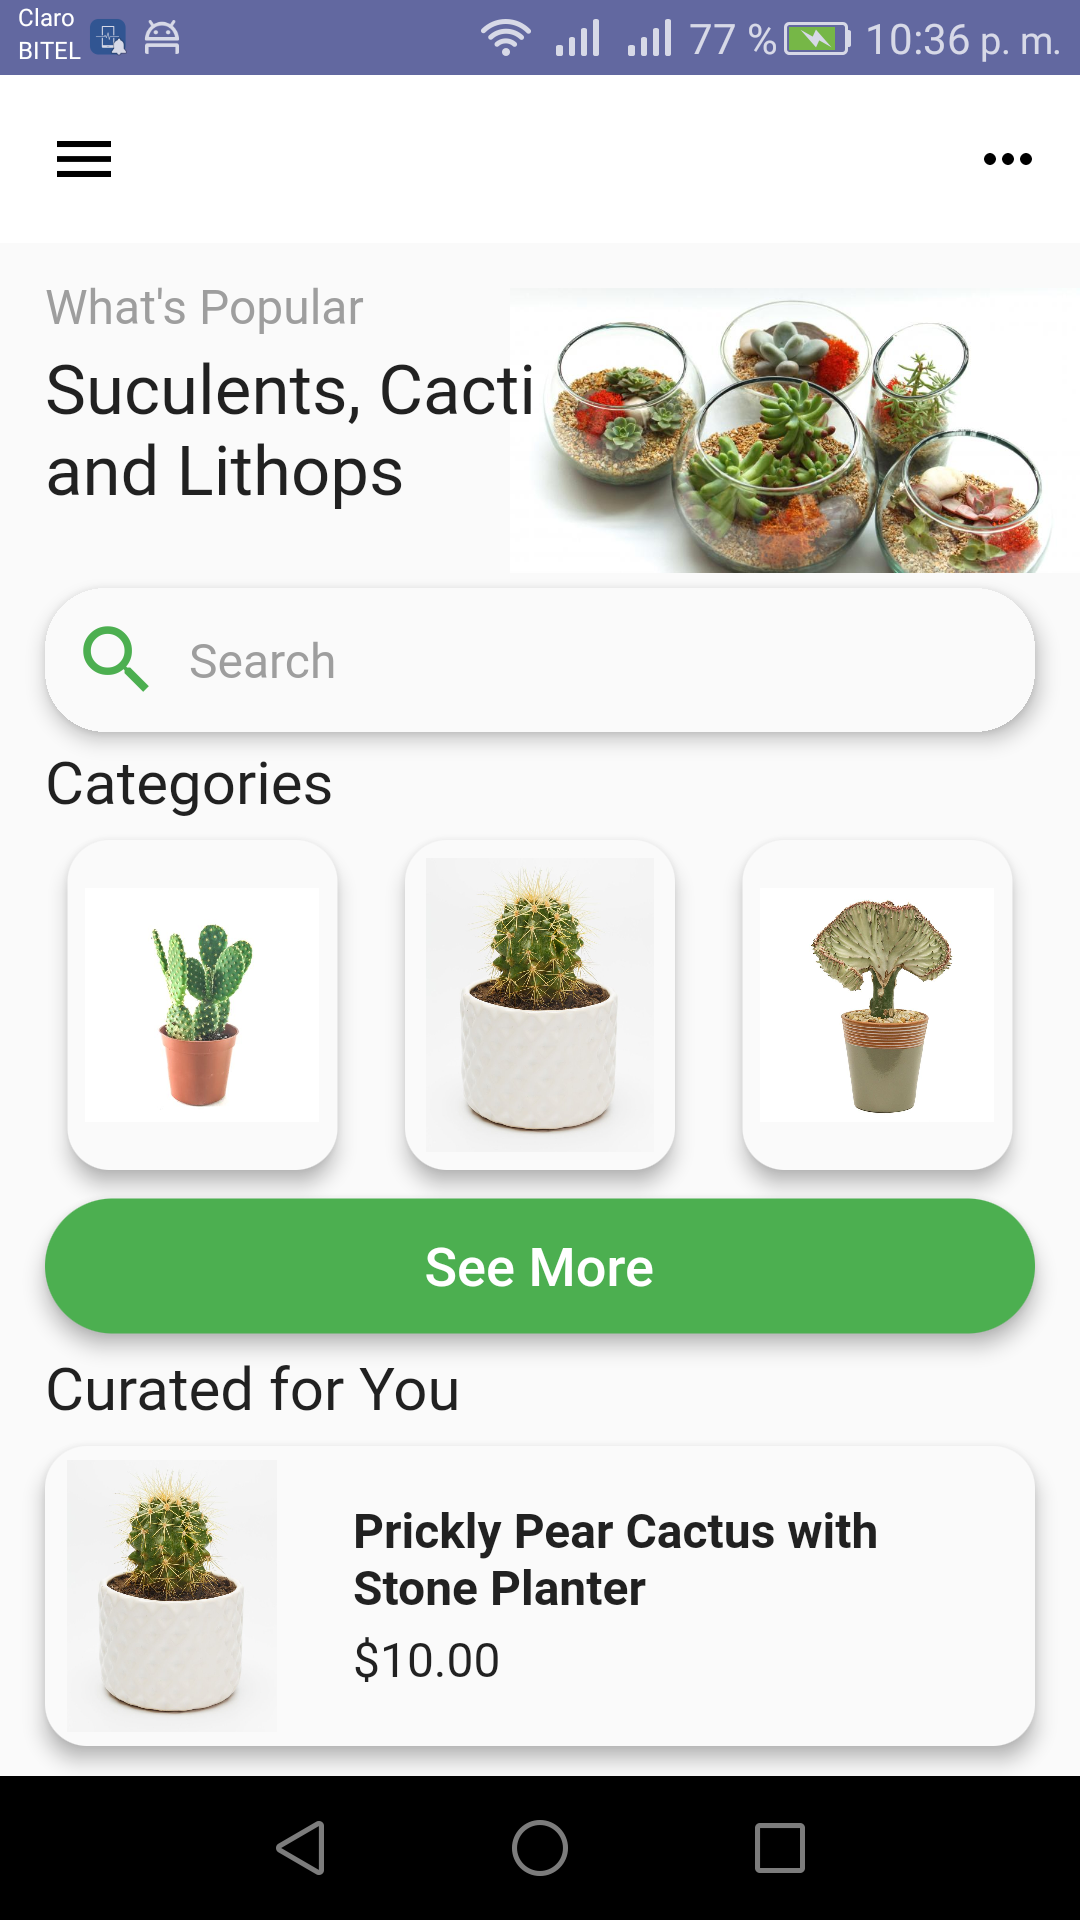 Claro
BITEL
77 %
10:36 p. m.
What's Popular
Suculents, Cacti
and Lithops
Search
Categories
See More
Curated for You
Prickly Pear Cactus with
Stone Planter
$10.00